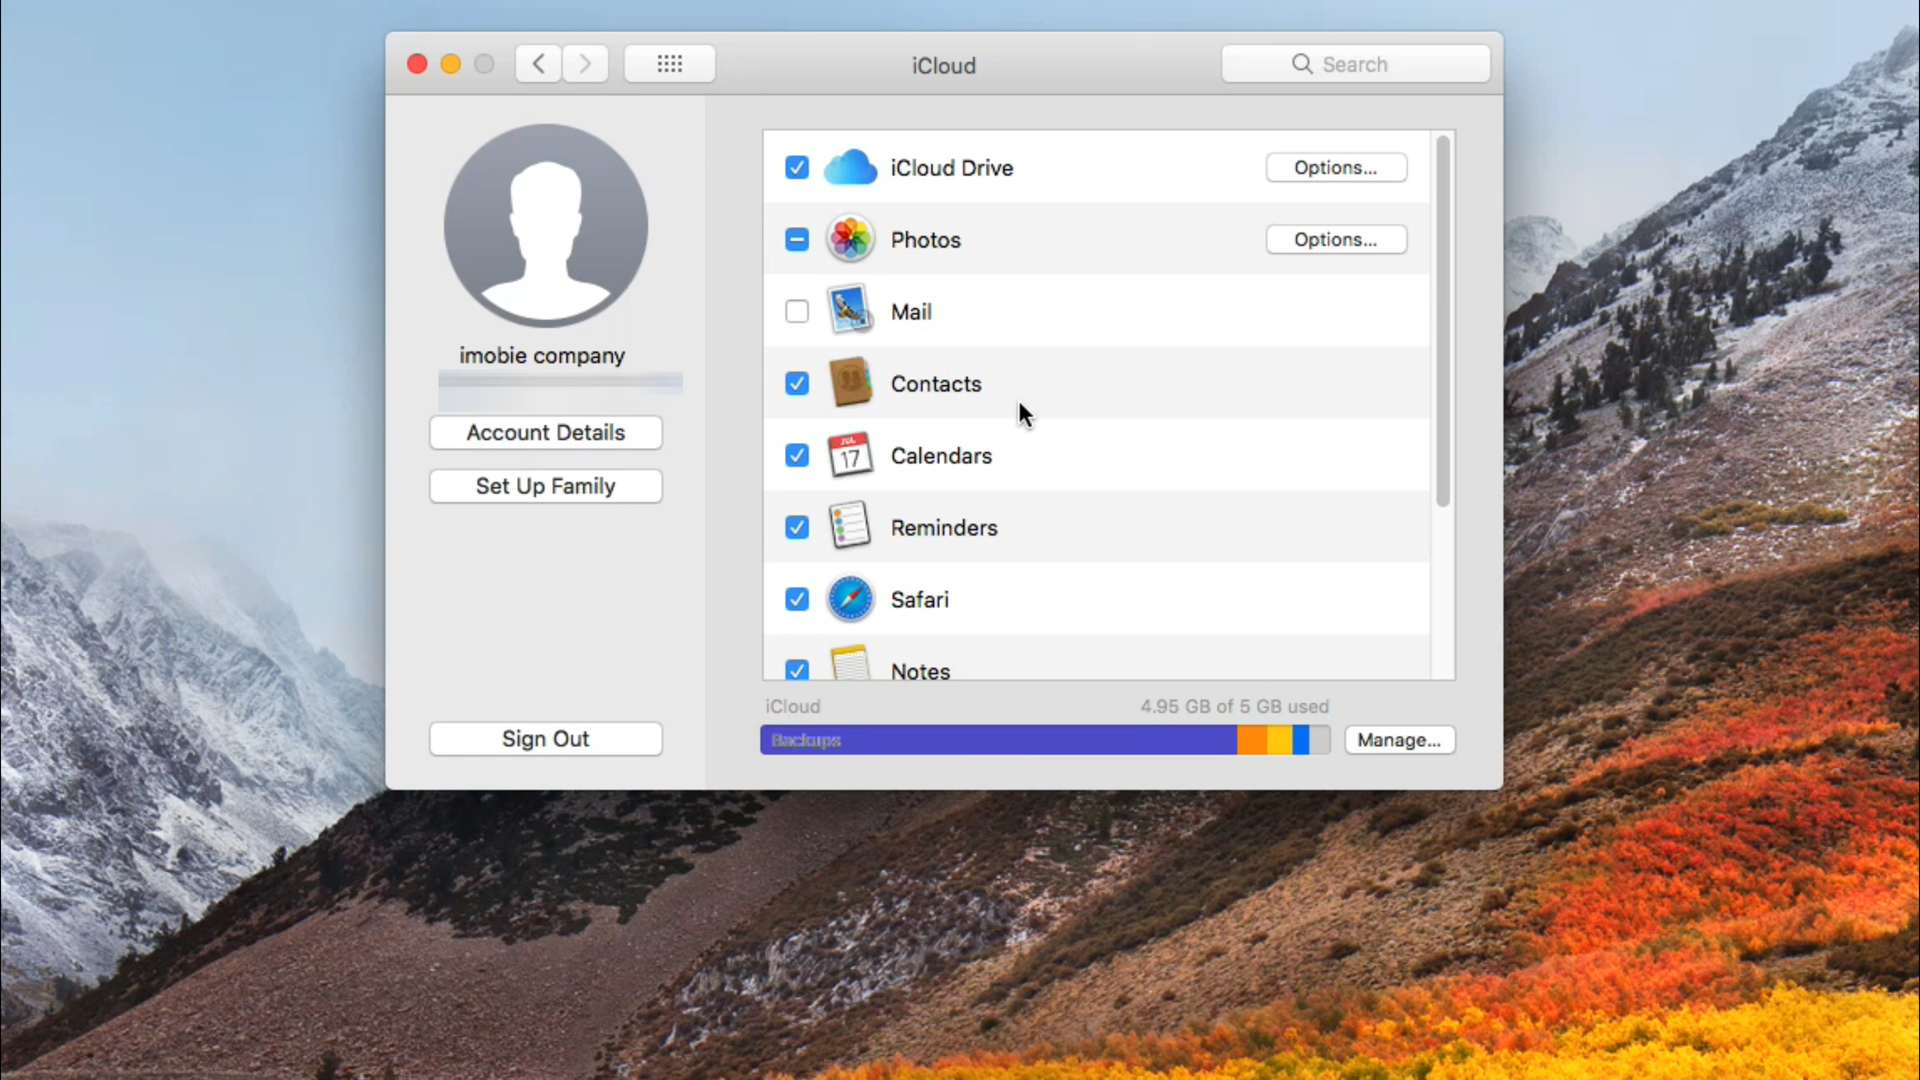 iCloud
Search
imobie company
Account Details
Set Up Family
Sign Out
iCloud Drive
Options...
Photos
Options...
Mail
Contacts
JUL
17
Calendars
Reminders
Safari
Notes
iCloud
4.95 GB of 5 GB used
Backups
Manage...